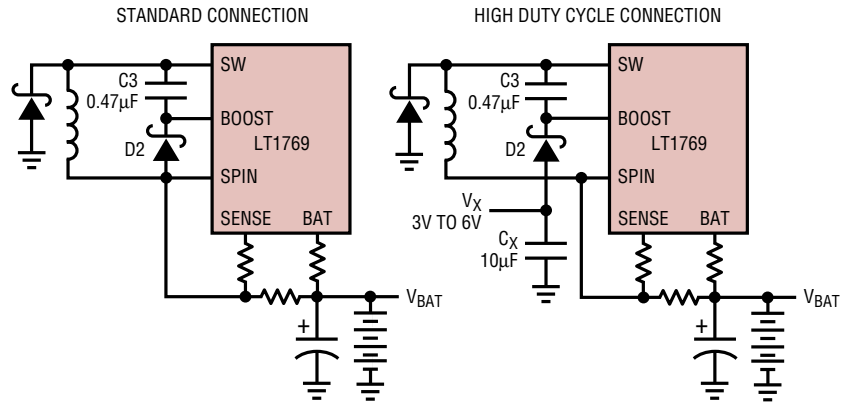 STANDARD CONNECTION
SW
C3
0.47µF
BOOST
D2
LT1769
SPIN
SENSE BAT
VBAT
+
HIGH DUTY CYCLE CONNECTION
SW
C3
0.47µF
BOOST
D2
LT1769
SPIN
VX
3V TO 6V
SENSE BAT
CX
10µF
VBAT
+